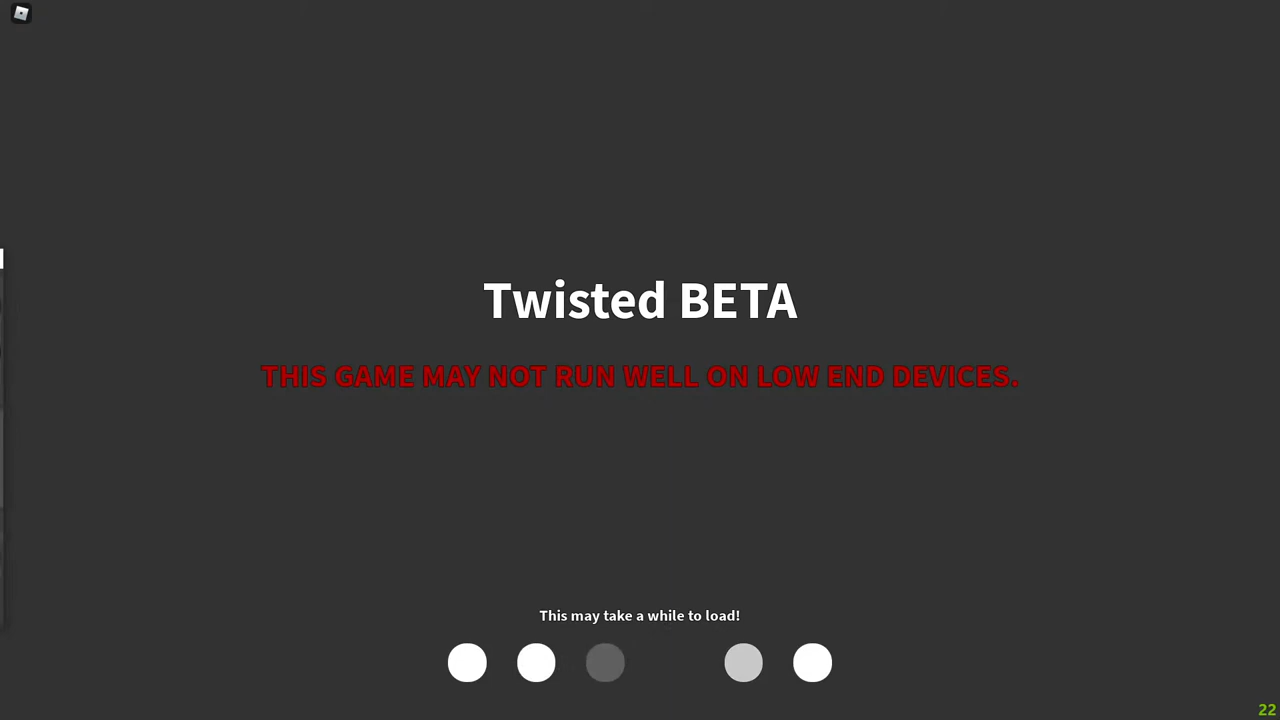 Twisted BETA
THIS GAME MAY NOT RUN WELL ON LOW END DEVICES.
This may take a while to load!
22